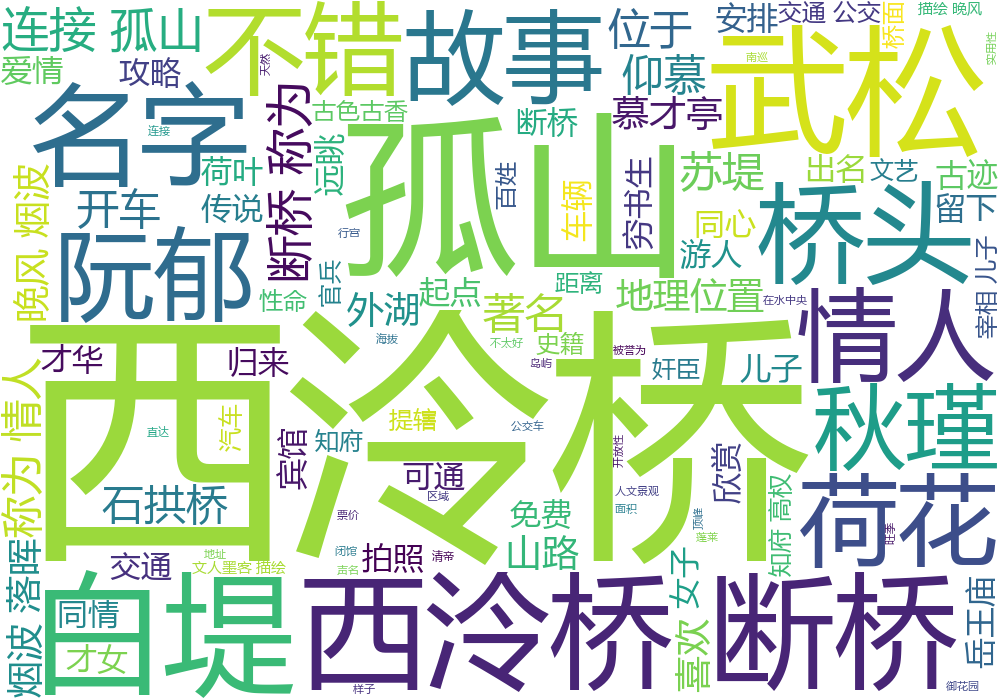 连接 孤山
不错
故事
位于
安排
交通 公交
桥面
描绘 晚风
采用性
爱情
攻略
天然
仰慕
南巡
武松
名字
连接
断桥 称为
古色古香
断桥
慕才亭
荷叶
远眺
孤山
百姓
车辆
穷书生
苏堤
出名
文艺
古迹
晚风 烟波
开车
传说
同心
桥头
留下
阮郁
行宫
游人
宰相 儿子
性命
官兵
外湖
起点
距离
地理位置
在水中央
情人
著名
海拔
不太好
史籍
岛屿
被誉为
奸臣
儿子
西泠桥
才华
归来
称为 情人
汽车
提辖
公交车
开放性
秋瑾
直达
宾馆
知府
可通
区域
人文景观
欣赏
知府 高权
石拱桥
票价
免费
面积
顶峰
蓬莱
荷花
旺季
烟波 落晖
交通
地址
文人墨客 描绘
闭馆
声名
拍照
清帝
山路
女子
白堤
同情
才女
西泠桥
样子
喜欢
断桥
岳王庙
御花园